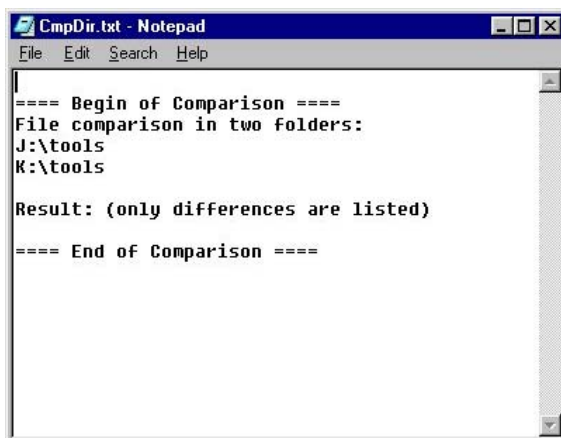 CmpDir.txt - Notepad
File Edit Search Help
==== Begin of Comparison ====
File comparison in two folders:
J:\tools
K:\tools
Result: (only differences are listed)
==== End of Comparison ====